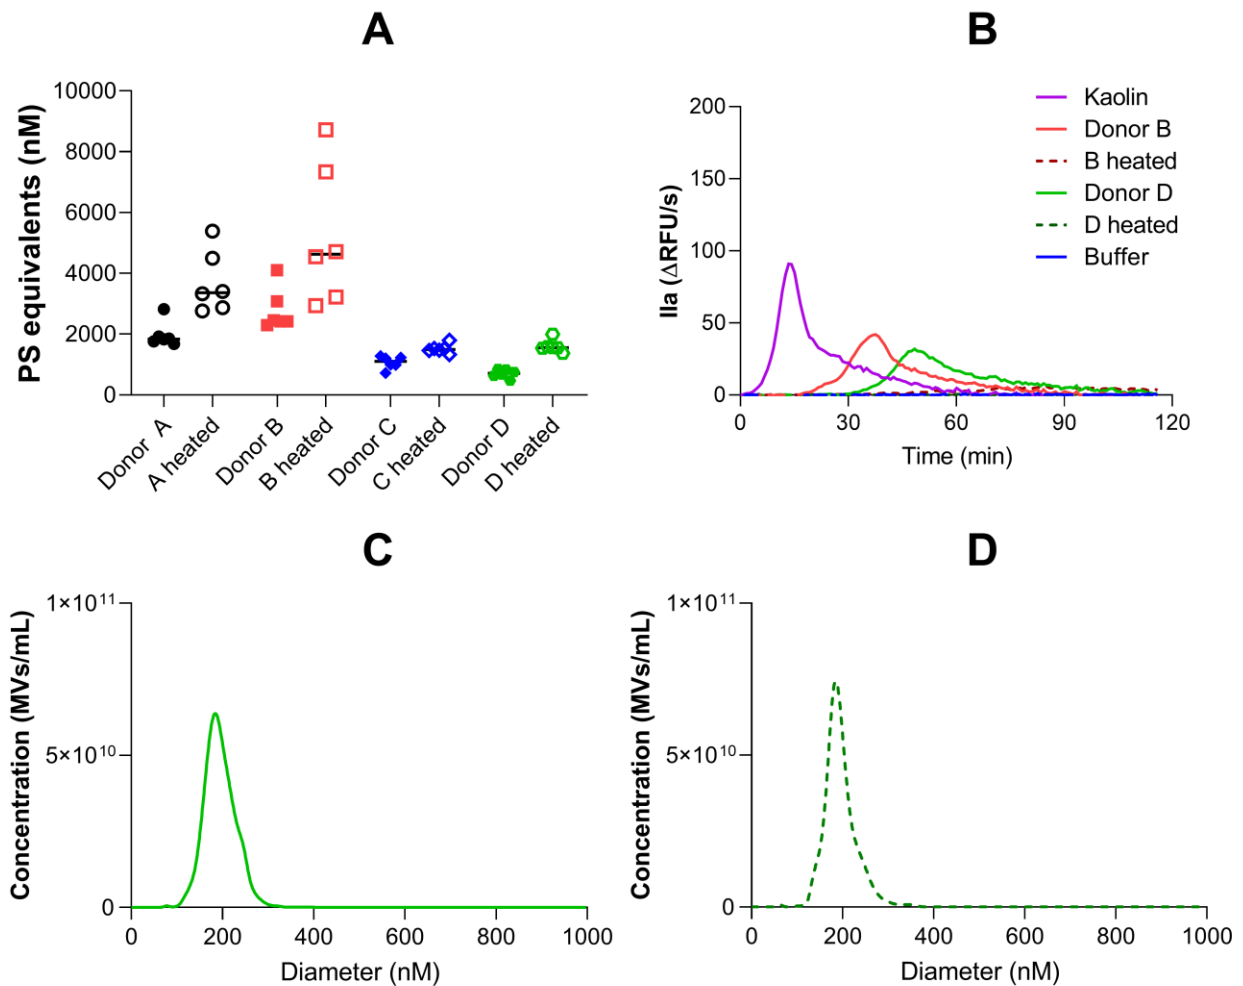 A
PS equivalents (nM)
10000
8000
6000
4000
2000
0
Donor A
A heated
Donor B
B heated
Donor C
C heated
Donor D
D heated
B
IIa (ΔRFU/s)
200
150
100
50
0
0 30 60 90 120
Time (min)
Kaolin
Donor B
B heated
Donor D
D heated
Buffer
C
Concentration (MVs/mL)
1×10¹¹
5×10¹⁰
0
0 200 400 600 800 1000
Diameter (nM)
D
Concentration (MVs/mL)
1×10¹¹
5×10¹⁰
0
0 200 400 600 800 1000
Diameter (nM)